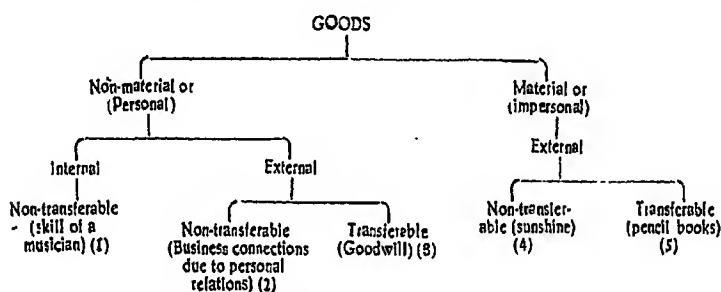 GOODS
Non-material or
(Personal)
Material or
(impersonal)
Internal
External
External
Non-transferable
(skill of a
musician) (1)
Non-transferable
(Business connections
due to personal
relations) (2)
Transferable
(Goodwill) (3)
Non-transfer-
able (sunshine)
(4)
Transferable
(pencil books)
(5)